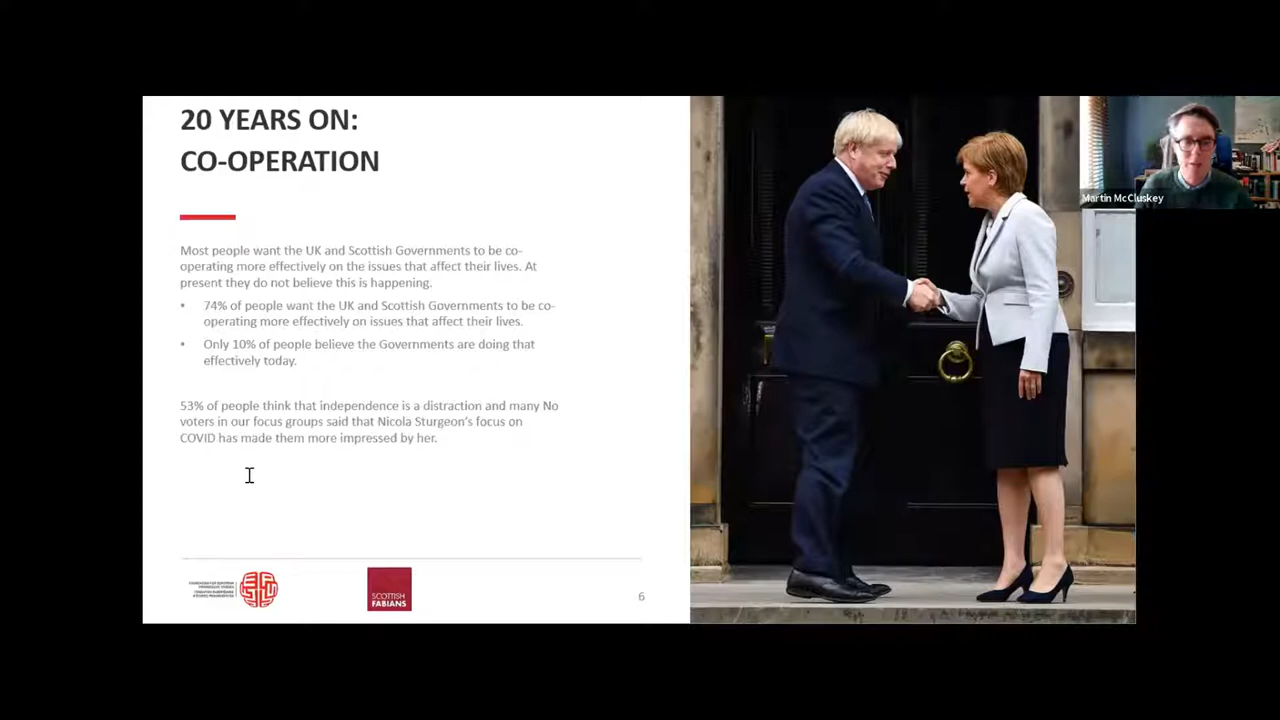 20 YEARS ON:
CO-OPERATION
Most people want the UK and Scottish Governments to be co-
operating more effectively on the issues that affect their lives. At
present they do not believe this is happening.
• 74% of people want the UK and Scottish Governments to be co-
operating more effectively on issues that affect their lives.
• Only 10% of people believe the Governments are doing that
effectively today.
53% of people think that independence is a distraction and many No
voters in our focus groups said that Nicola Sturgeon's focus on
COVID has made them more impressed by her.
SCOTTISH
FABIANS
6
Martin McCluskey